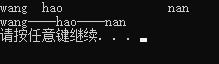 wang  hao             nan
wang——hao——nan
请按任意键继续. . .